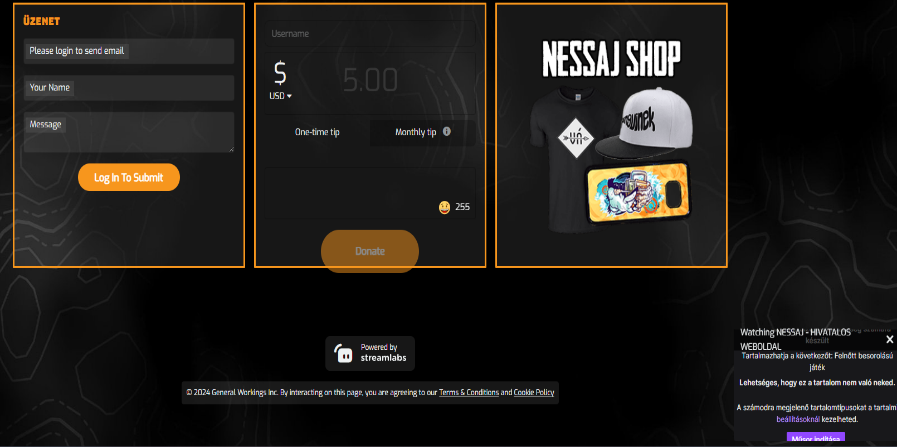 ÜZENET
Please login to send email
Your Name
Message
Log In To Submit
Username
$
5.00
USD
One-time tip
Monthly tip
255
Donate
NESSAJ SHOP
Powered by
streamlabs
© 2024 General Workings Inc. By interacting on this page, you are agreeing to our Terms & Conditions and Cookie Policy
Watching NESSAJ - HIVATALOS
WEBOLDAL
készült
Tartalmazhatja a következőt: Felnőtt besorolású
játék
Lehetséges, hogy ez a tartalom nem való neked.
A számodra megjelenő tartalomtípusokat a tartalom
beállításoknál kezelheted.
Műsor indítása